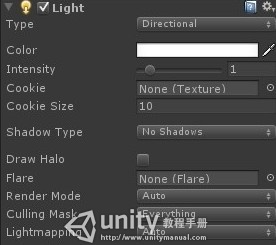 Light
Type Directional
Color
Intensity 1
Cookie None (Texture)
Cookie Size 10
Shadow Type No Shadows
Draw Halo
Flare None (Flare)
Render Mode Auto
Culling Mask Everything
Lightmapping Auto
unity 教程手册
http://www.unitymanual.com